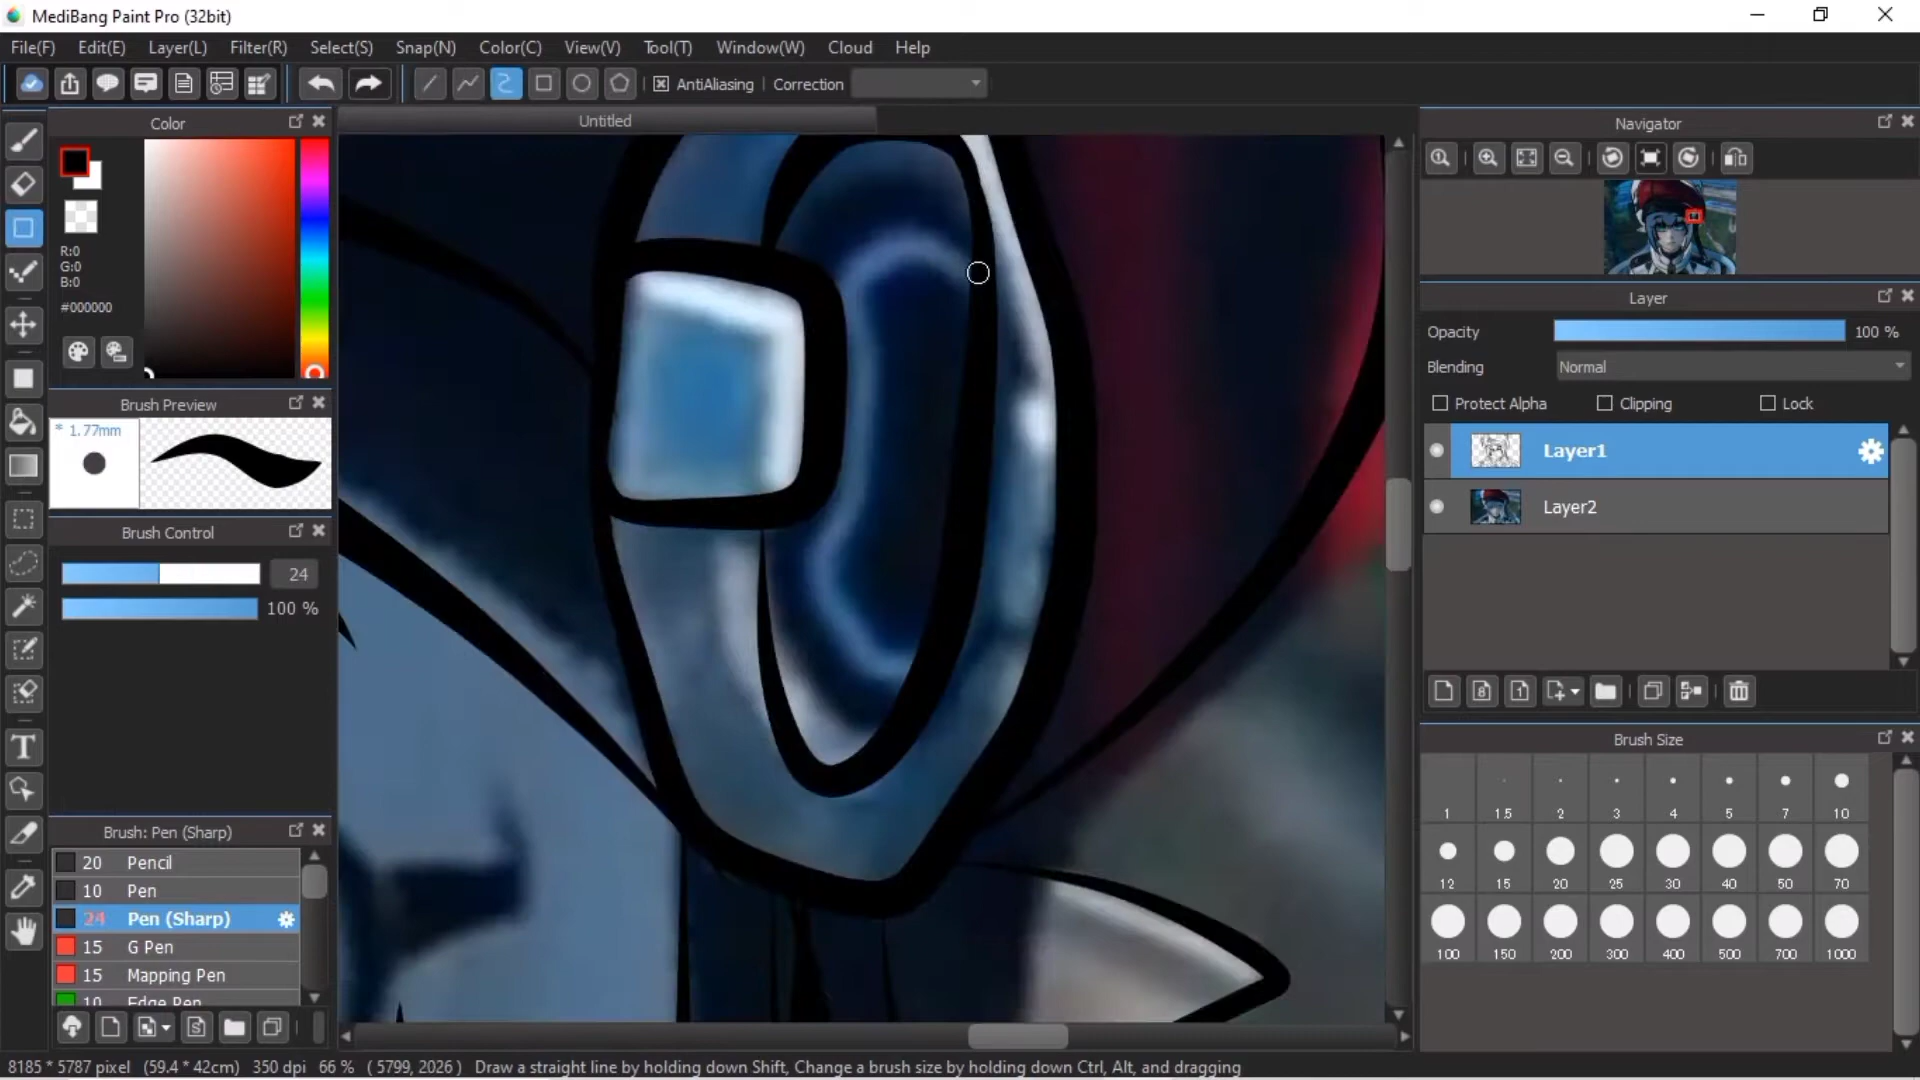 MediBang Paint Pro (32bit)
File(F) Edit(E) Layer(L) Filter(R) Select(S) Snap(N) Color(C) View(V) Tool(T) Window(W) Cloud Help
AntiAliasing Correction
Color
R:0
G:0
B:0
#000000
Brush Preview
* 1.77mm
Brush Control
24
100 %
Brush: Pen (Sharp)
20 Pencil
10 Pen
24 Pen (Sharp)
15 G Pen
15 Mapping Pen
10 Edge Pen
Untitled
Navigator
Layer
Opacity 100 %
Blending Normal
Protect Alpha Clipping Lock
Layer1
Layer2
Brush Size
1 1.5 2 3 4 5 7 10
12 15 20 25 30 40 50 70
100 150 200 300 400 500 700 1000
8185 * 5787 pixel (59.4 * 42cm) 350 dpi 66 % ( 5799, 2026 ) Draw a straight line by holding down Shift, Change a brush size by holding down Ctrl, Alt, and dragging